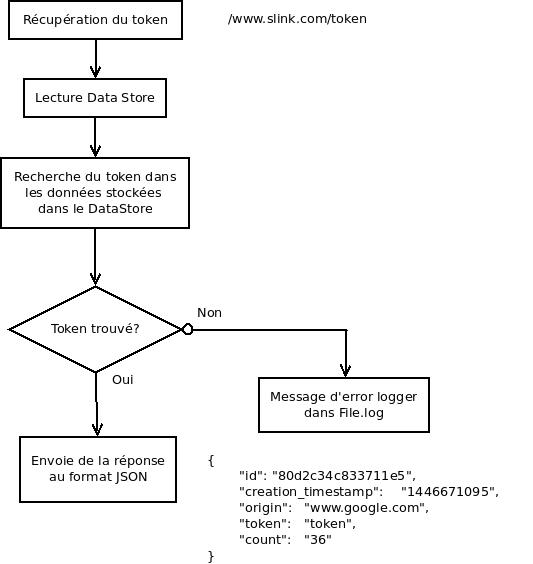 Récupération du token
/www.slink.com/token
Lecture Data Store
Recherche du token dans
les données stockées
dans le DataStore
Token trouvé?
Non
Oui
Message d'error logger
dans File.log
Envoie de la réponse
au format JSON
{
"id": "80d2c34c833711e5",
"creation_timestamp": "1446671095",
"origin": "www.google.com",
"token": "token",
"count": "36"
}